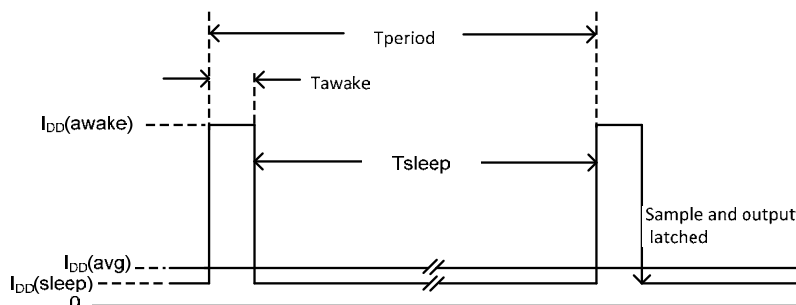 Tperiod
Tawake
IDD(awake)
Tsleep
Sample and output
latched
IDD(avg)
IDD(sleep)
0